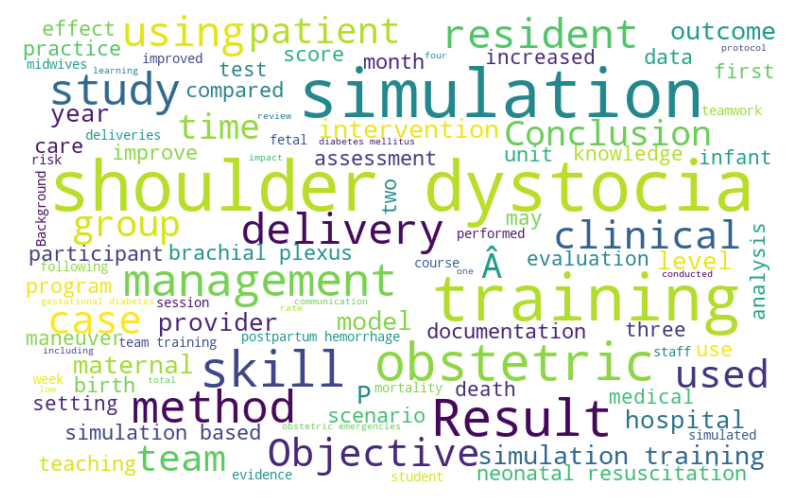 effect using patient resident outcome
practice improved score month increased data protocol
midwives learning test four first
study compared simulation teamwork
year review time intervention Conclusion
deliveries fetal diabetes mellitus
care improve impact assessment unit knowledge infant
risk
shoulder dystocia
Background two may
group delivery performed clinical
participant brachial plexus Â evaluation level analysis
following course one conducted
program management training
gestational diabetes session communication
case provider rate model documentation three
maneuver team training postpartum hemorrhage staff use
including
maternal skill obstetric used
week birth total P mortality death medical
low
setting method scenario Result hospital
simulation based obstetric emergencies simulated
teaching team Objective simulation training
evidence student neonatal resuscitation